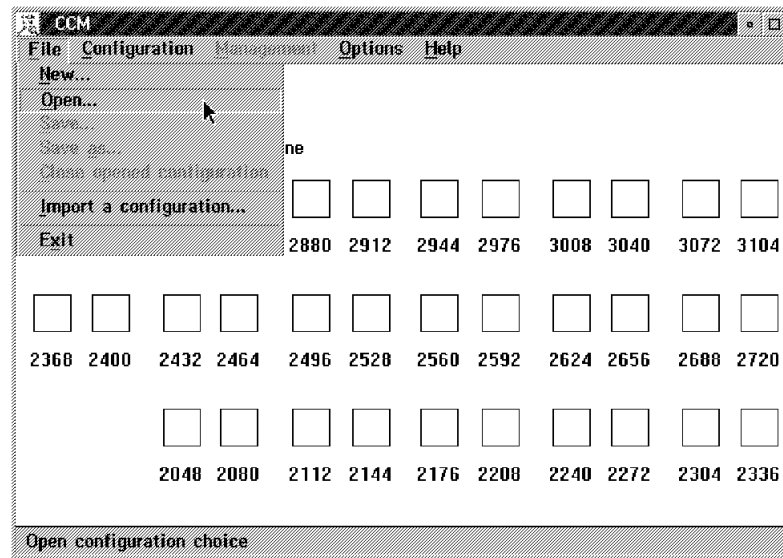 CCM
File Configuration Management Options Help
New...
Open...
Save...
Save as...
ne
Close opened configuration
Import a configuration...
Exit
2880 2912 2944 2976 3008 3040 3072 3104
2368 2400 2432 2464 2496 2528 2560 2592 2624 2656 2688 2720
2048 2080 2112 2144 2176 2208 2240 2272 2304 2336
Open configuration choice